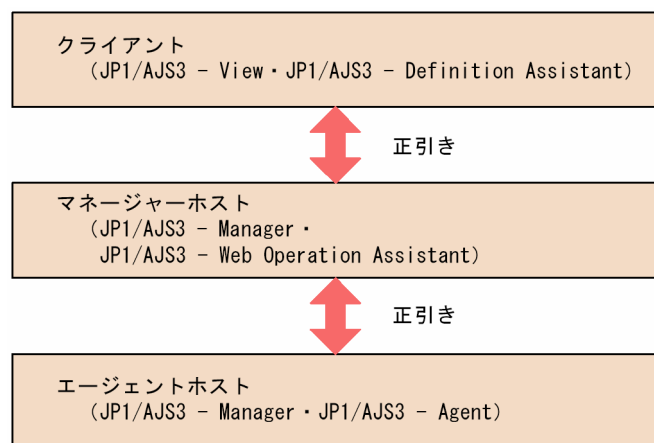 クライアント
（JP1/AJS3 − View・JP1/AJS3 − Definition Assistant）
正引き
マネージャーホスト
（JP1/AJS3 − Manager・
JP1/AJS3 − Web Operation Assistant）
正引き
エージェントホスト
（JP1/AJS3 − Manager・JP1/AJS3 − Agent）